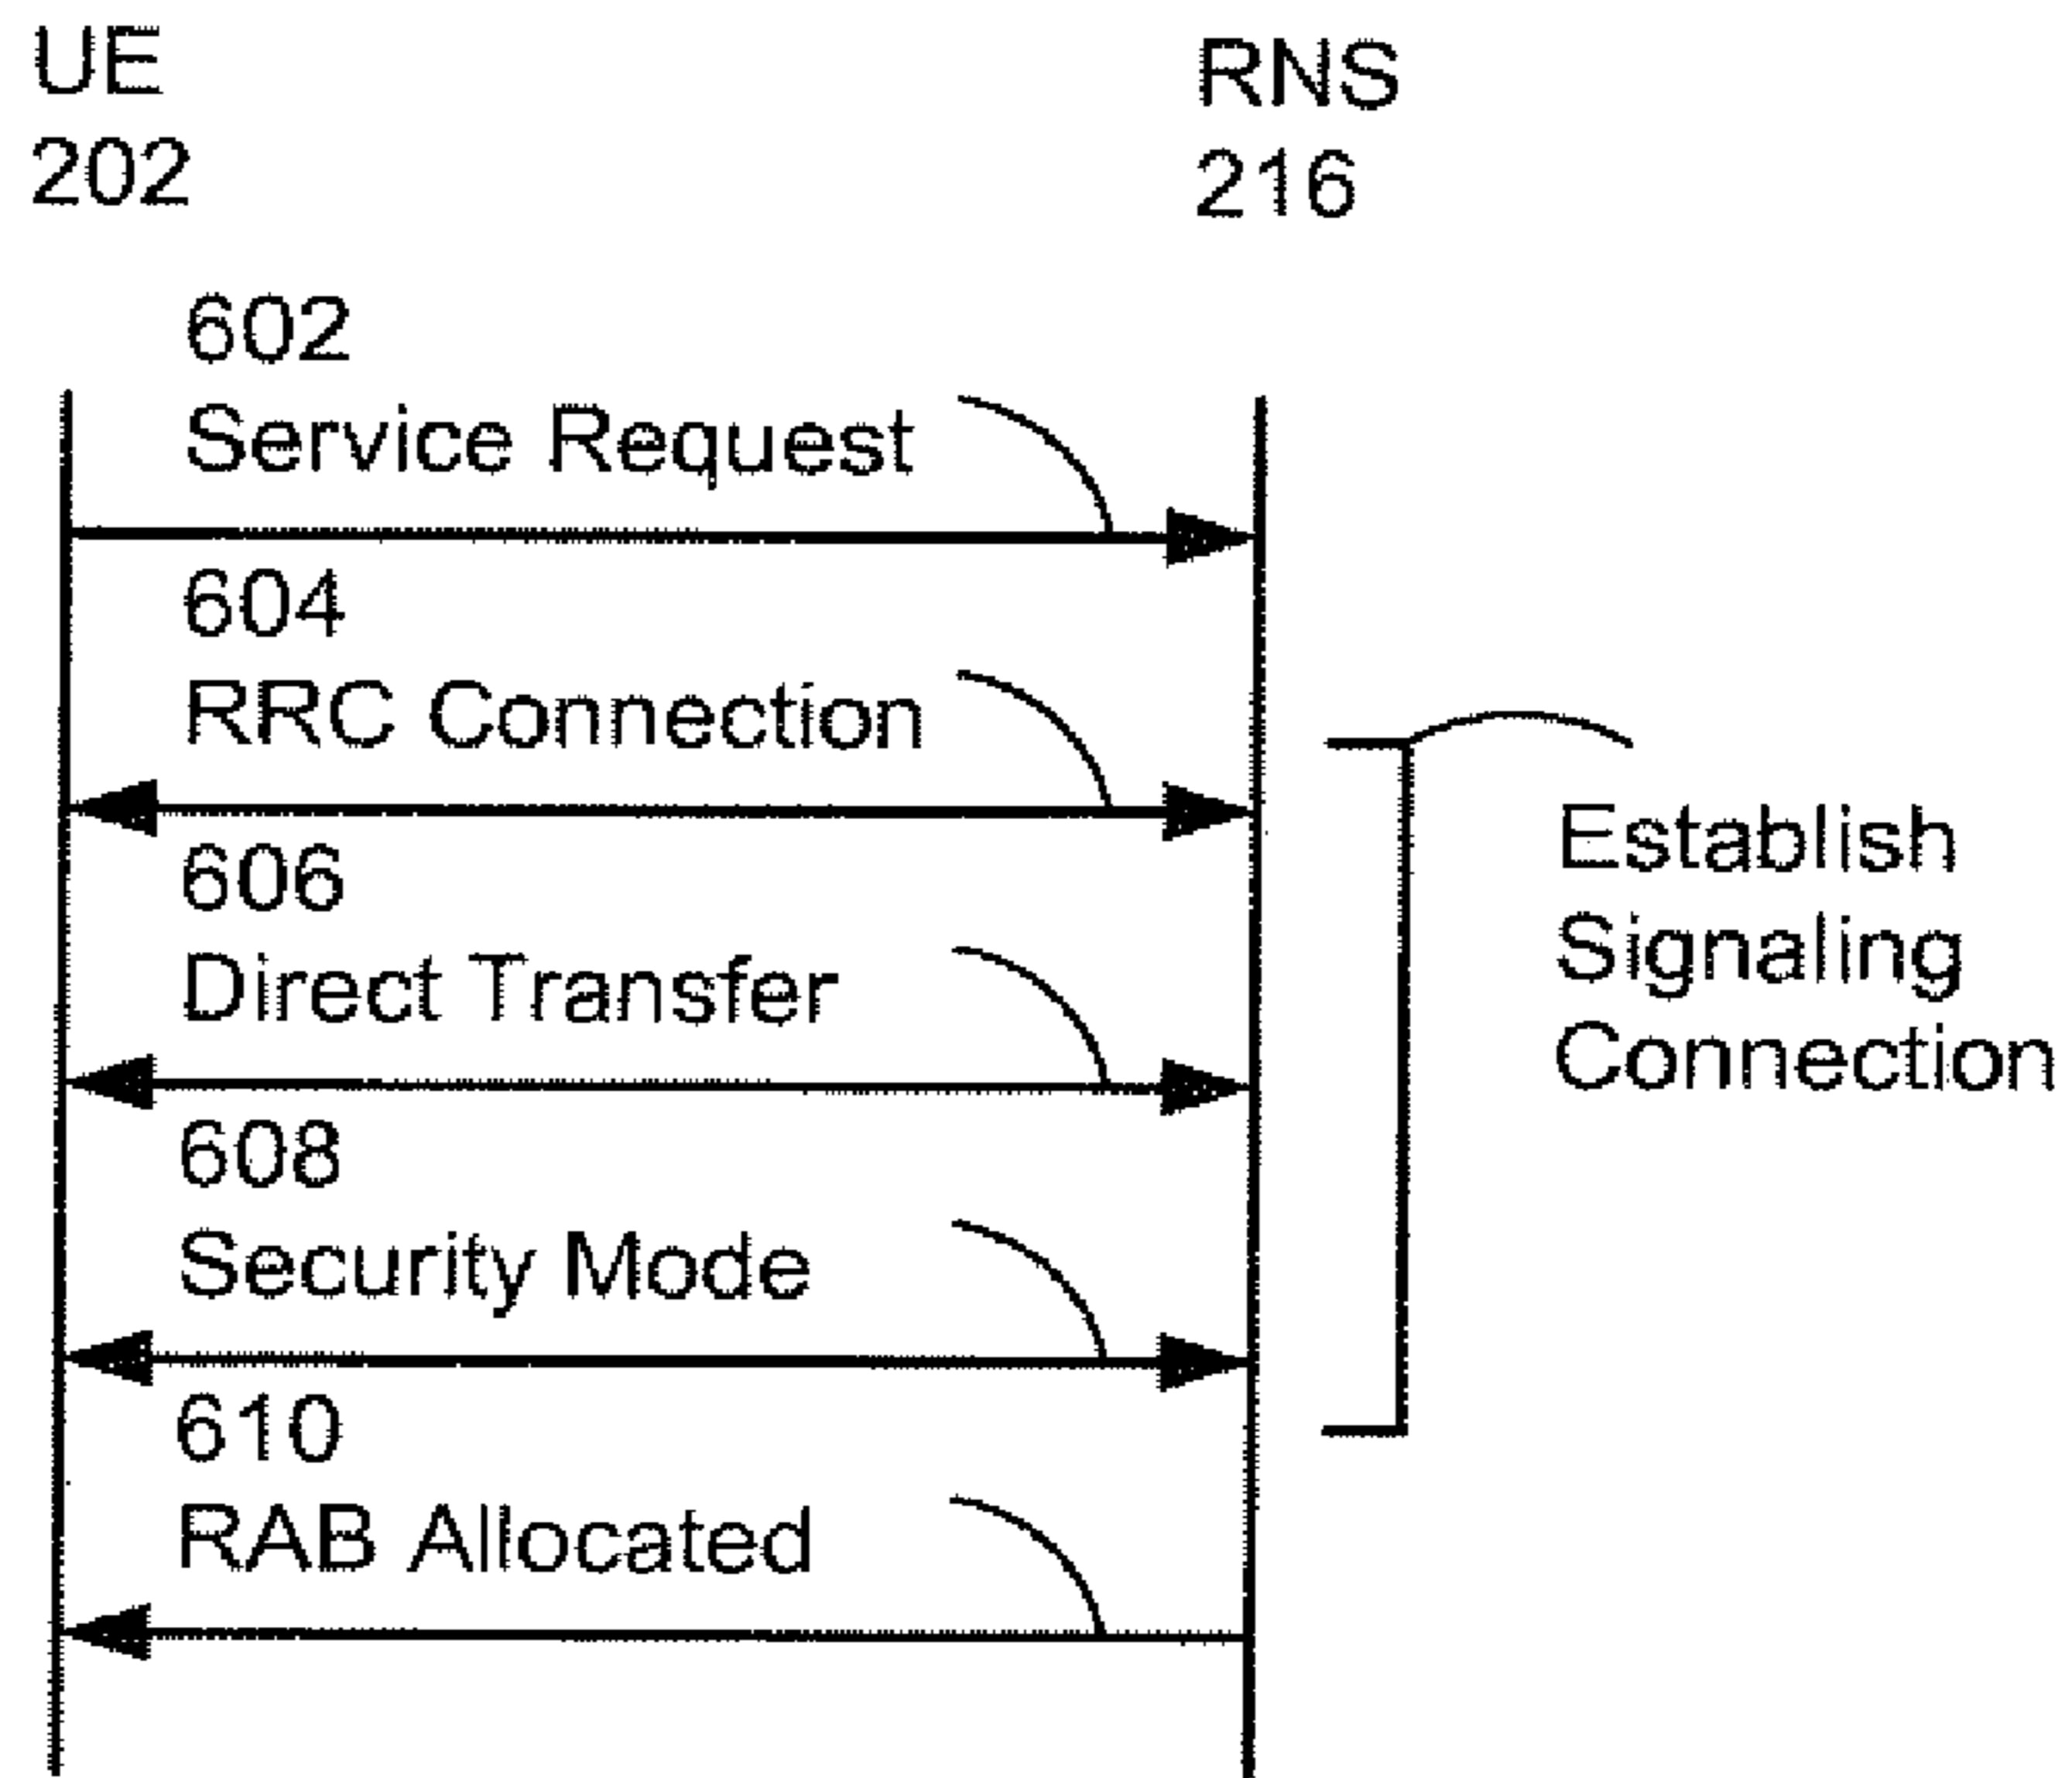 UE
202
RNS
216
602
Service Request
604
RRC Connection
606
Direct Transfer
608
Security Mode
610
RAB Allocated
Establish
Signaling
Connection